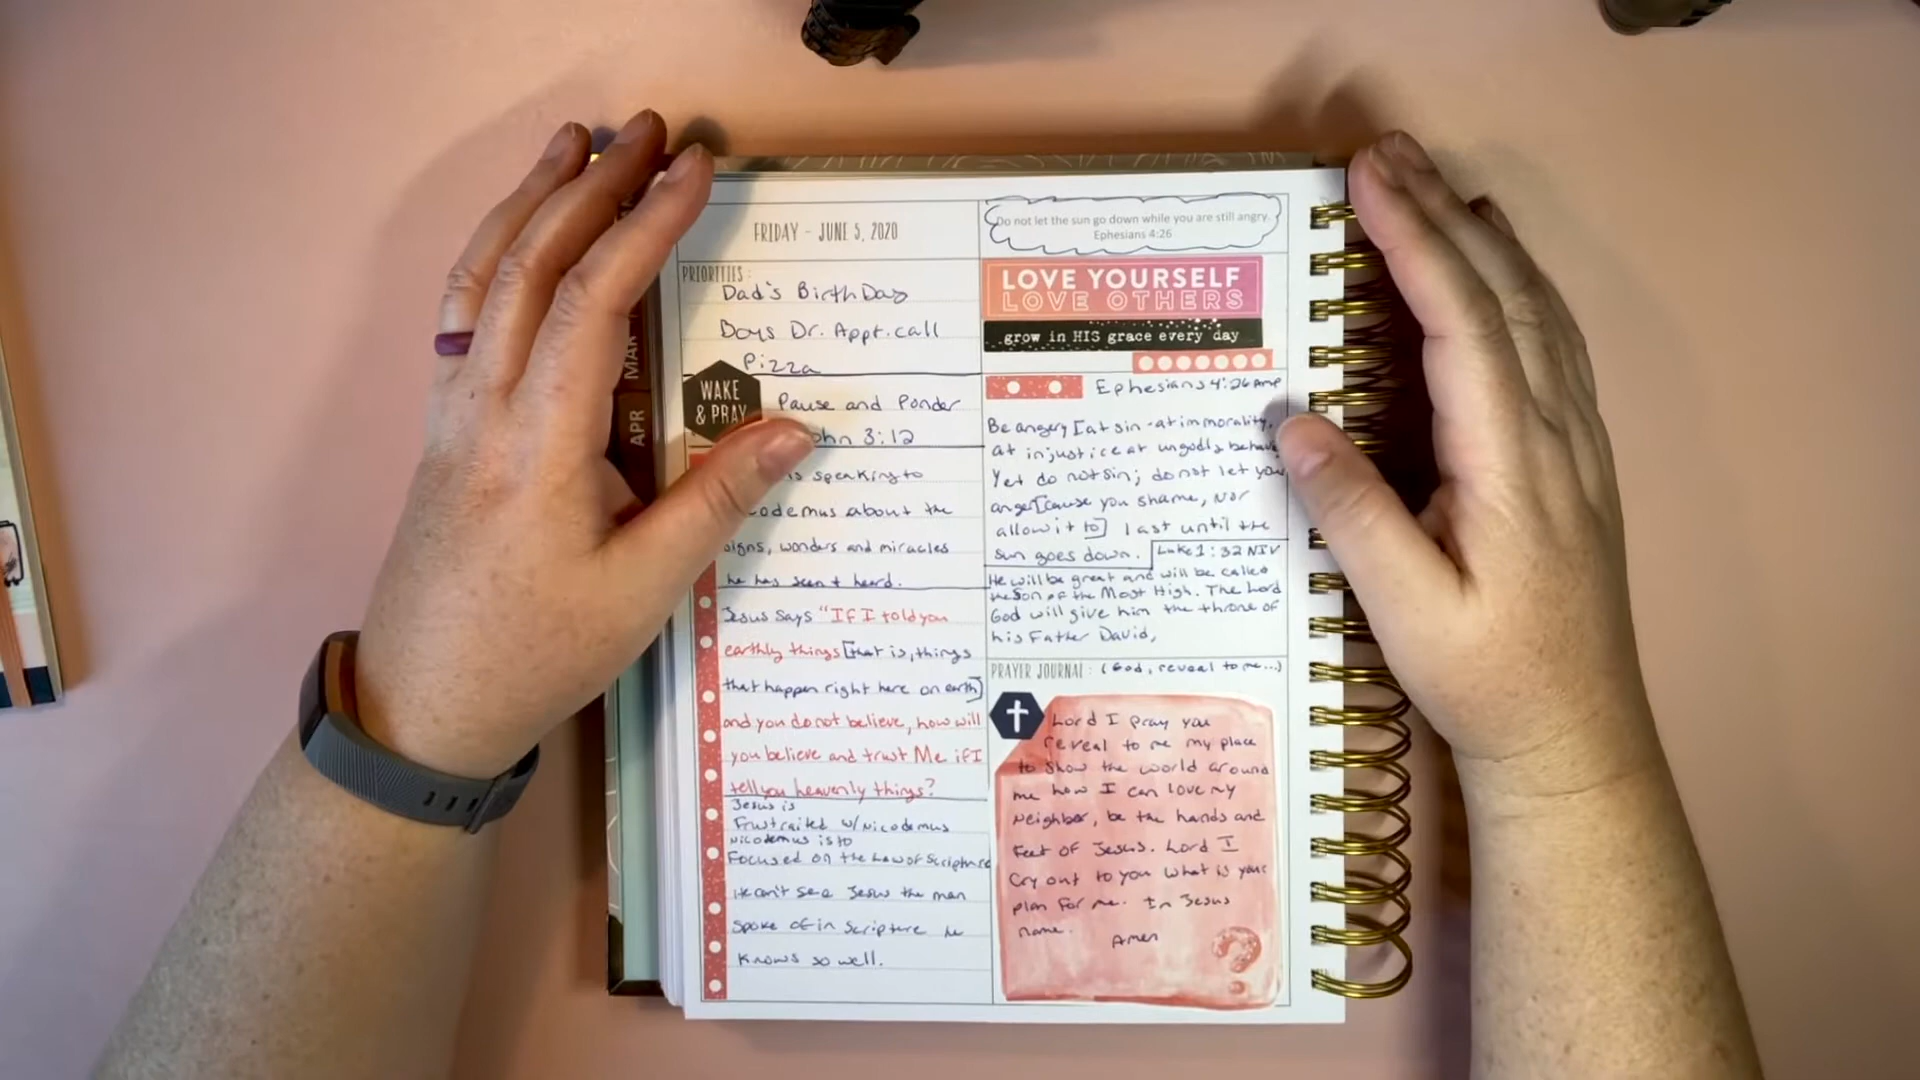 FRIDAY - JUNE 5, 2020
PRIORITIES:
Dad's BirthDay
Boys Dr. Appt. call
Pizza
WAKE
& PRAY
Pause and Ponder
ohn 3:12
is speaking to
codemus about the
signs, wonders and miracles
he has seen & heard.
Jesus says "IF I told you
earthly things [that is, things
that happen right here on earth]
and you do not believe, how will
you believe and trust Me if I
tell you heavenly things?
Jesus is
Frustraited w/ Nicodemus
Nicodemus is to
Focused on the Law of Scripture
He can't see Jesus the man
spoke of in Scripture he
knows so well.
Do not let the sun go down while you are still angry.
Ephesians 4:26
LOVE YOURSELF
LOVE OTHERS
grow in HIS grace every day
Ephesians 4:26 AMP
Be angery [at sin - at immorality,
at injustice at ungodly behav
Yet do not sin; do not let you
anger [cause you shame, nor
allow it to] last until the
sun goes down.
Luke 1:32 NIV
He will be great and will be called
the Son of the Most High. The Lord
God will give him the throne of
his Father David,
PRAYER JOURNAL: (God, reveal to me...)
Lord I pray you
reveal to me my place
to show the world around
me how I can love my
Neighbor, be the hands and
Feet of Jesus. Lord I
Cry out to you what is your
plan for me. In Jesus
name.
Amen
?
MAR
APR